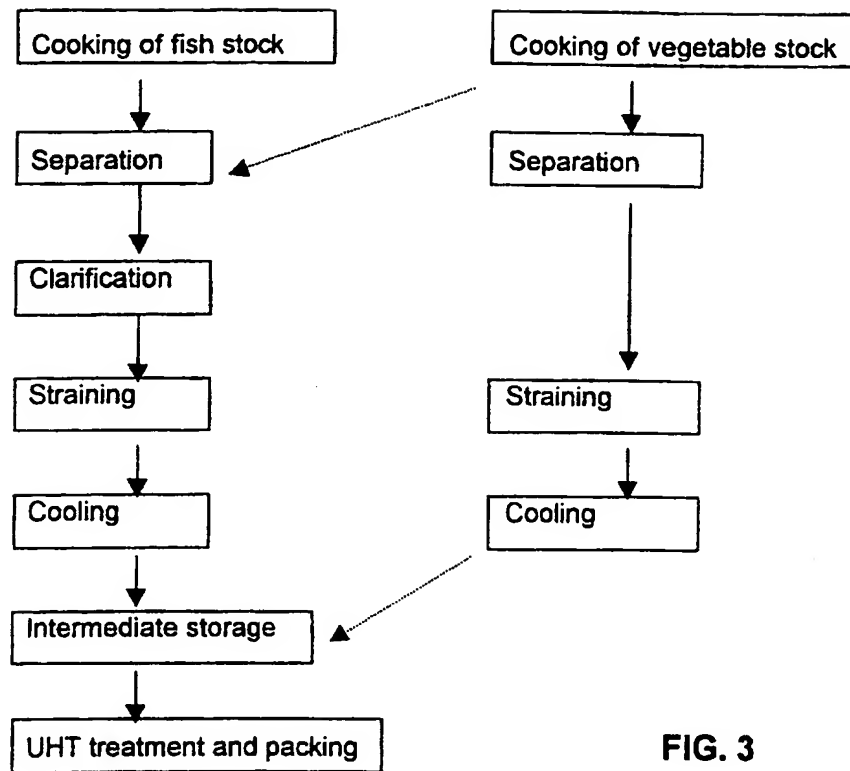 Cooking of fish stock
Separation
Clarification
Straining
Cooling
Intermediate storage
UHT treatment and packing
Cooking of vegetable stock
Separation
Straining
Cooling
FIG. 3